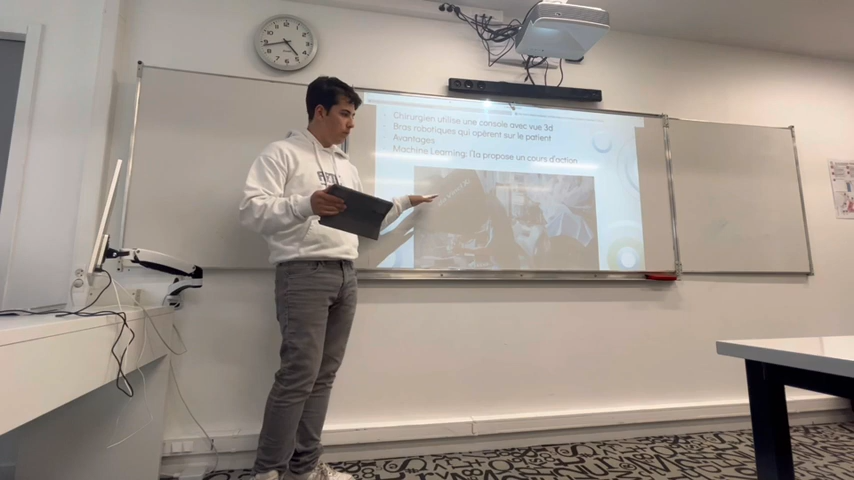 Chirurgien utilise une console avec vue 3d
Bras robotiques qui opèrent sur le patient
Avantages
Machine Learning: l'Ia propose un cours d'action